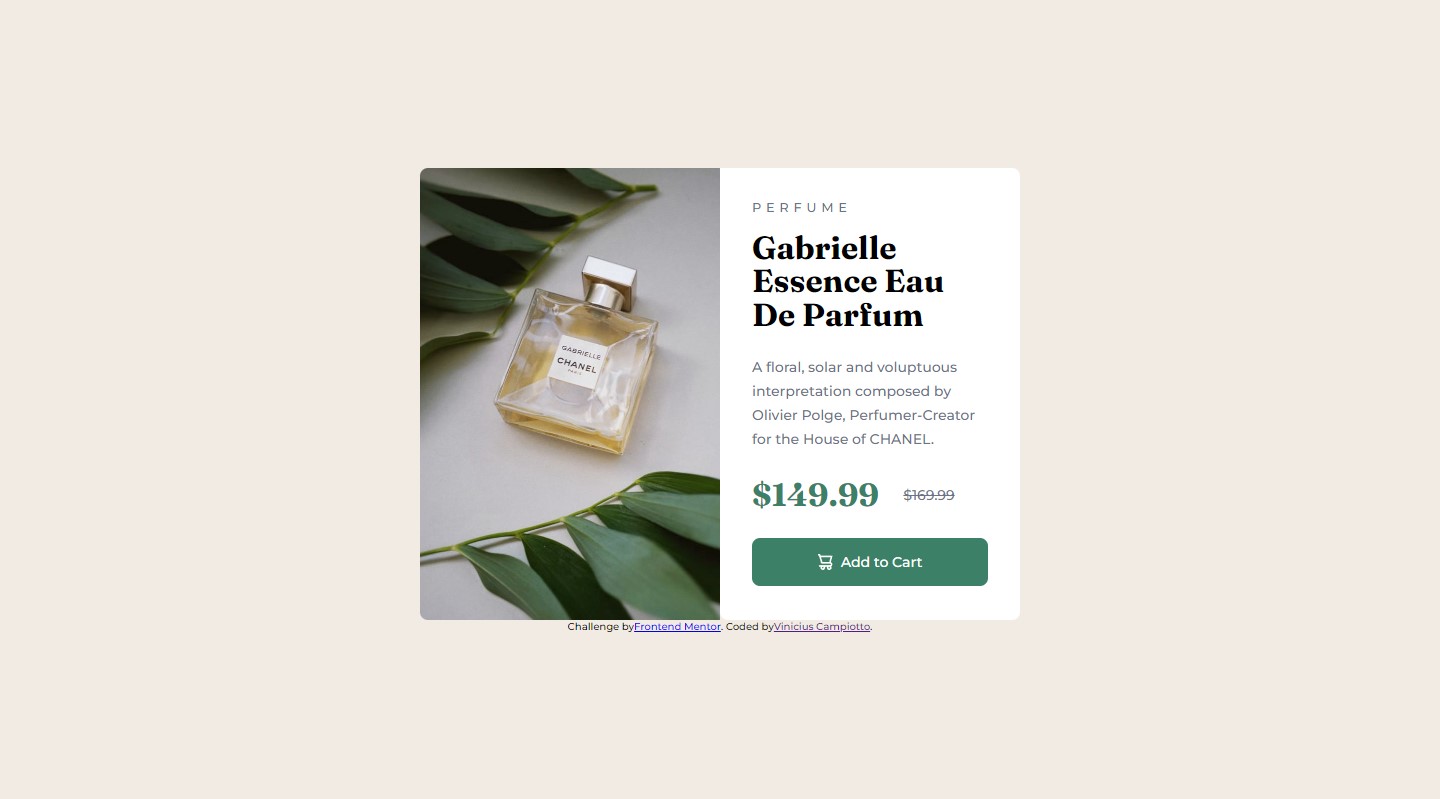 GABRIELLE
CHANEL
PARIS
PERFUME
Gabrielle
Essence Eau
De Parfum
A floral, solar and voluptuous
interpretation composed by
Olivier Polge, Perfumer-Creator
for the House of CHANEL.
$149.99 $169.99
Add to Cart
Challenge byFrontend Mentor. Coded byVinicius Campiotto.